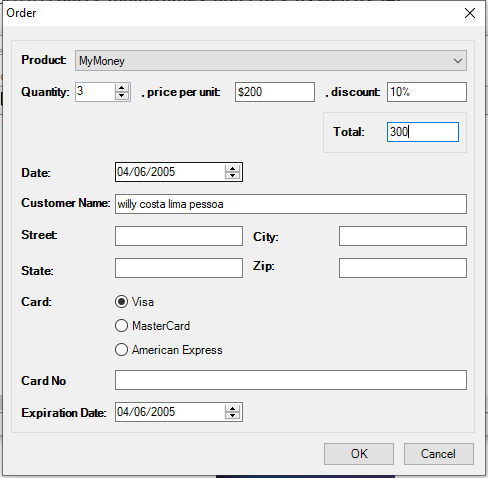 Order
Product: MyMoney
Quantity: 3 , price per unit: $200 , discount: 10%
Total: 300
Date: 04/06/2005
Customer Name: willy costa lima pessoa
Street: City:
State: Zip:
Card: Visa
MasterCard
American Express
Card No
Expiration Date: 04/06/2005
OK Cancel